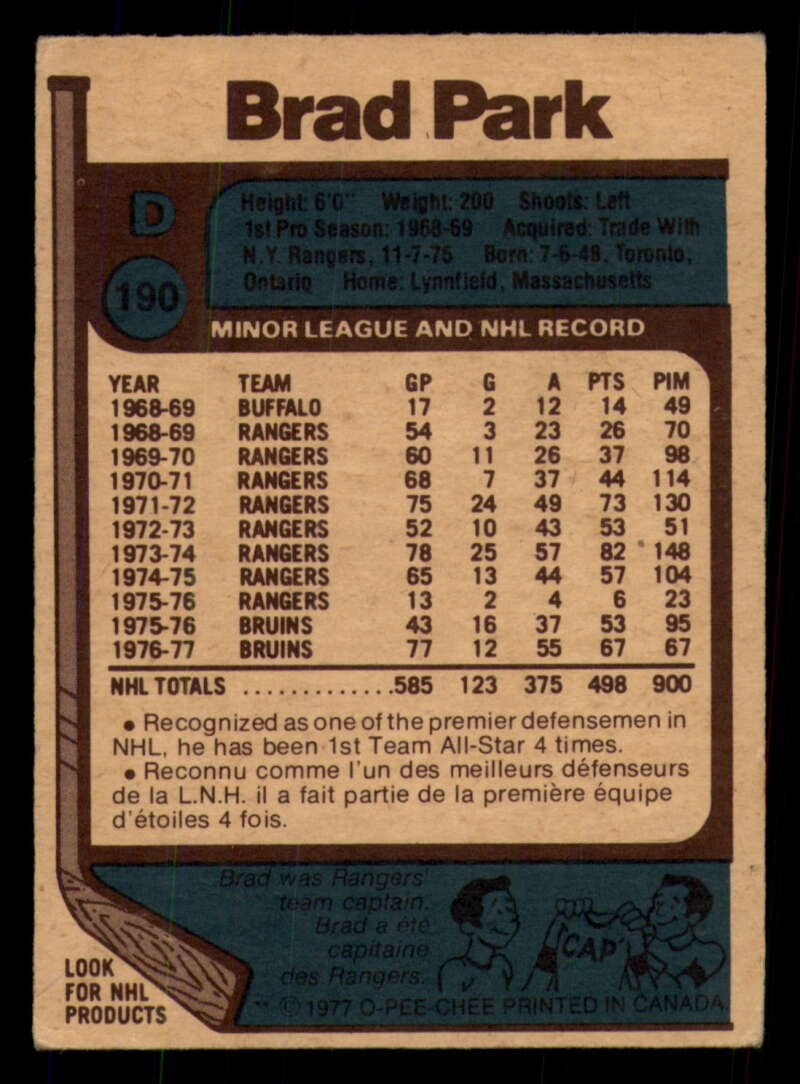 Brad Park
D
190
Height: 6'0" Weight: 200 Shoots: Left
1st Pro Season: 1968-69 Acquired: Trade With
N.Y. Rangers, 11-7-75 Born: 7-6-48, Toronto,
Ontario Home: Lynnfield, Massachusetts
MINOR LEAGUE AND NHL RECORD
YEAR TEAM GP G A PTS PIM
1968-69 BUFFALO 17 2 12 14 49
1968-69 RANGERS 54 3 23 26 70
1969-70 RANGERS 60 11 26 37 98
1970-71 RANGERS 68 7 37 44 114
1971-72 RANGERS 75 24 49 73 130
1972-73 RANGERS 52 10 43 53 51
1973-74 RANGERS 78 25 57 82 148
1974-75 RANGERS 65 13 44 57 104
1975-76 RANGERS 13 2 4 6 23
1975-76 BRUINS 43 16 37 53 95
1976-77 BRUINS 77 12 55 67 67
NHL TOTALS .............585 123 375 498 900
• Recognized as one of the premier defensemen in
NHL, he has been 1st Team All-Star 4 times.
• Reconnu comme l'un des meilleurs défenseurs
de la L.N.H. il a fait partie de la première équipe
d'étoiles 4 fois.
Brad was Rangers'
team captain.
Brad a été
capitaine
des Rangers.
'CAP'
LOOK
FOR NHL
PRODUCTS
** © 1977 O-PEE-CHEE PRINTED IN CANADA